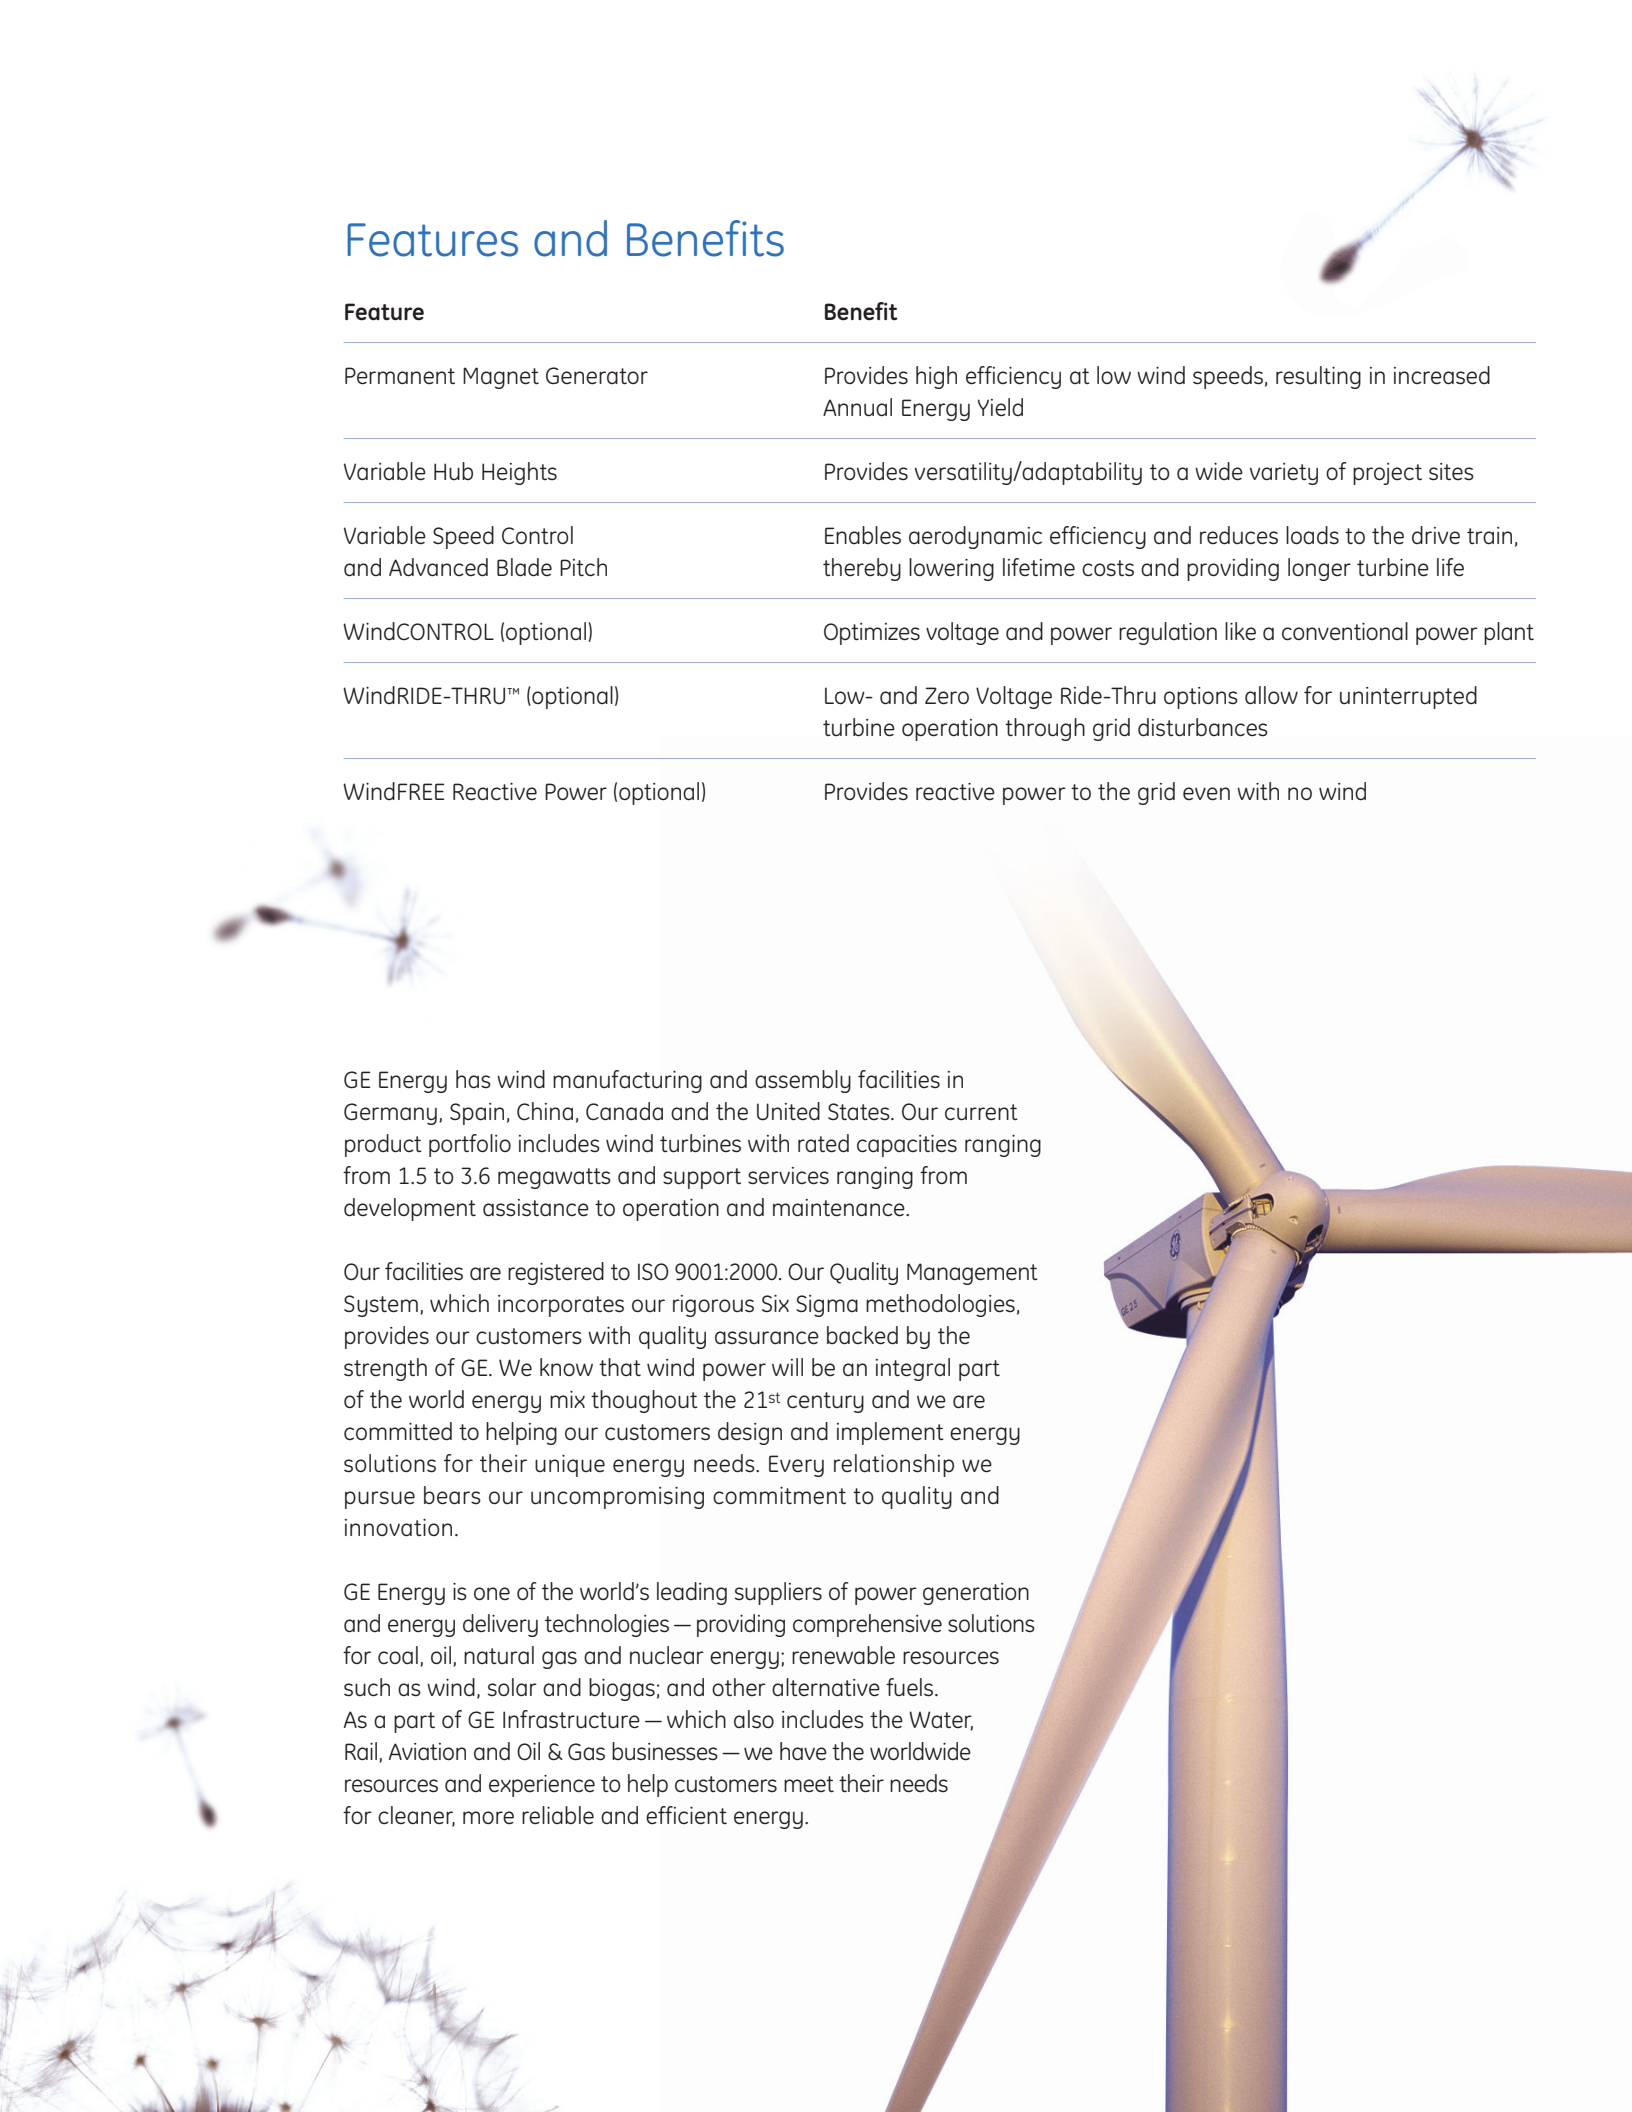 Features and Benefits
Feature Benefit
Permanent Magnet Generator Provides high efficiency at low wind speeds, resulting in increased
Annual Energy Yield
Variable Hub Heights Provides versatility/adaptability to a wide variety of project sites
Variable Speed Control Enables aerodynamic efficiency and reduces loads to the drive train,
and Advanced Blade Pitch thereby lowering lifetime costs and providing longer turbine life
WindCONTROL (optional) Optimizes voltage and power regulation like a conventional power plant
WindRIDE-THRU™ (optional) Low- and Zero Voltage Ride-Thru options allow for uninterrupted
turbine operation through grid disturbances
WindFREE Reactive Power (optional) Provides reactive power to the grid even with no wind
GE Energy has wind manufacturing and assembly facilities in
Germany, Spain, China, Canada and the United States. Our current
product portfolio includes wind turbines with rated capacities ranging
from 1.5 to 3.6 megawatts and support services ranging from
development assistance to operation and maintenance.
Our facilities are registered to ISO 9001:2000. Our Quality Management
System, which incorporates our rigorous Six Sigma methodologies,
provides our customers with quality assurance backed by the
strength of GE. We know that wind power will be an integral part
of the world energy mix thoughout the 21st century and we are
committed to helping our customers design and implement energy
solutions for their unique energy needs. Every relationship we
pursue bears our uncompromising commitment to quality and
innovation.
GE Energy is one of the world's leading suppliers of power generation
and energy delivery technologies — providing comprehensive solutions
for coal, oil, natural gas and nuclear energy; renewable resources
such as wind, solar and biogas; and other alternative fuels.
As a part of GE Infrastructure — which also includes the Water,
Rail, Aviation and Oil & Gas businesses — we have the worldwide
resources and experience to help customers meet their needs
for cleaner, more reliable and efficient energy.
GE 2.5